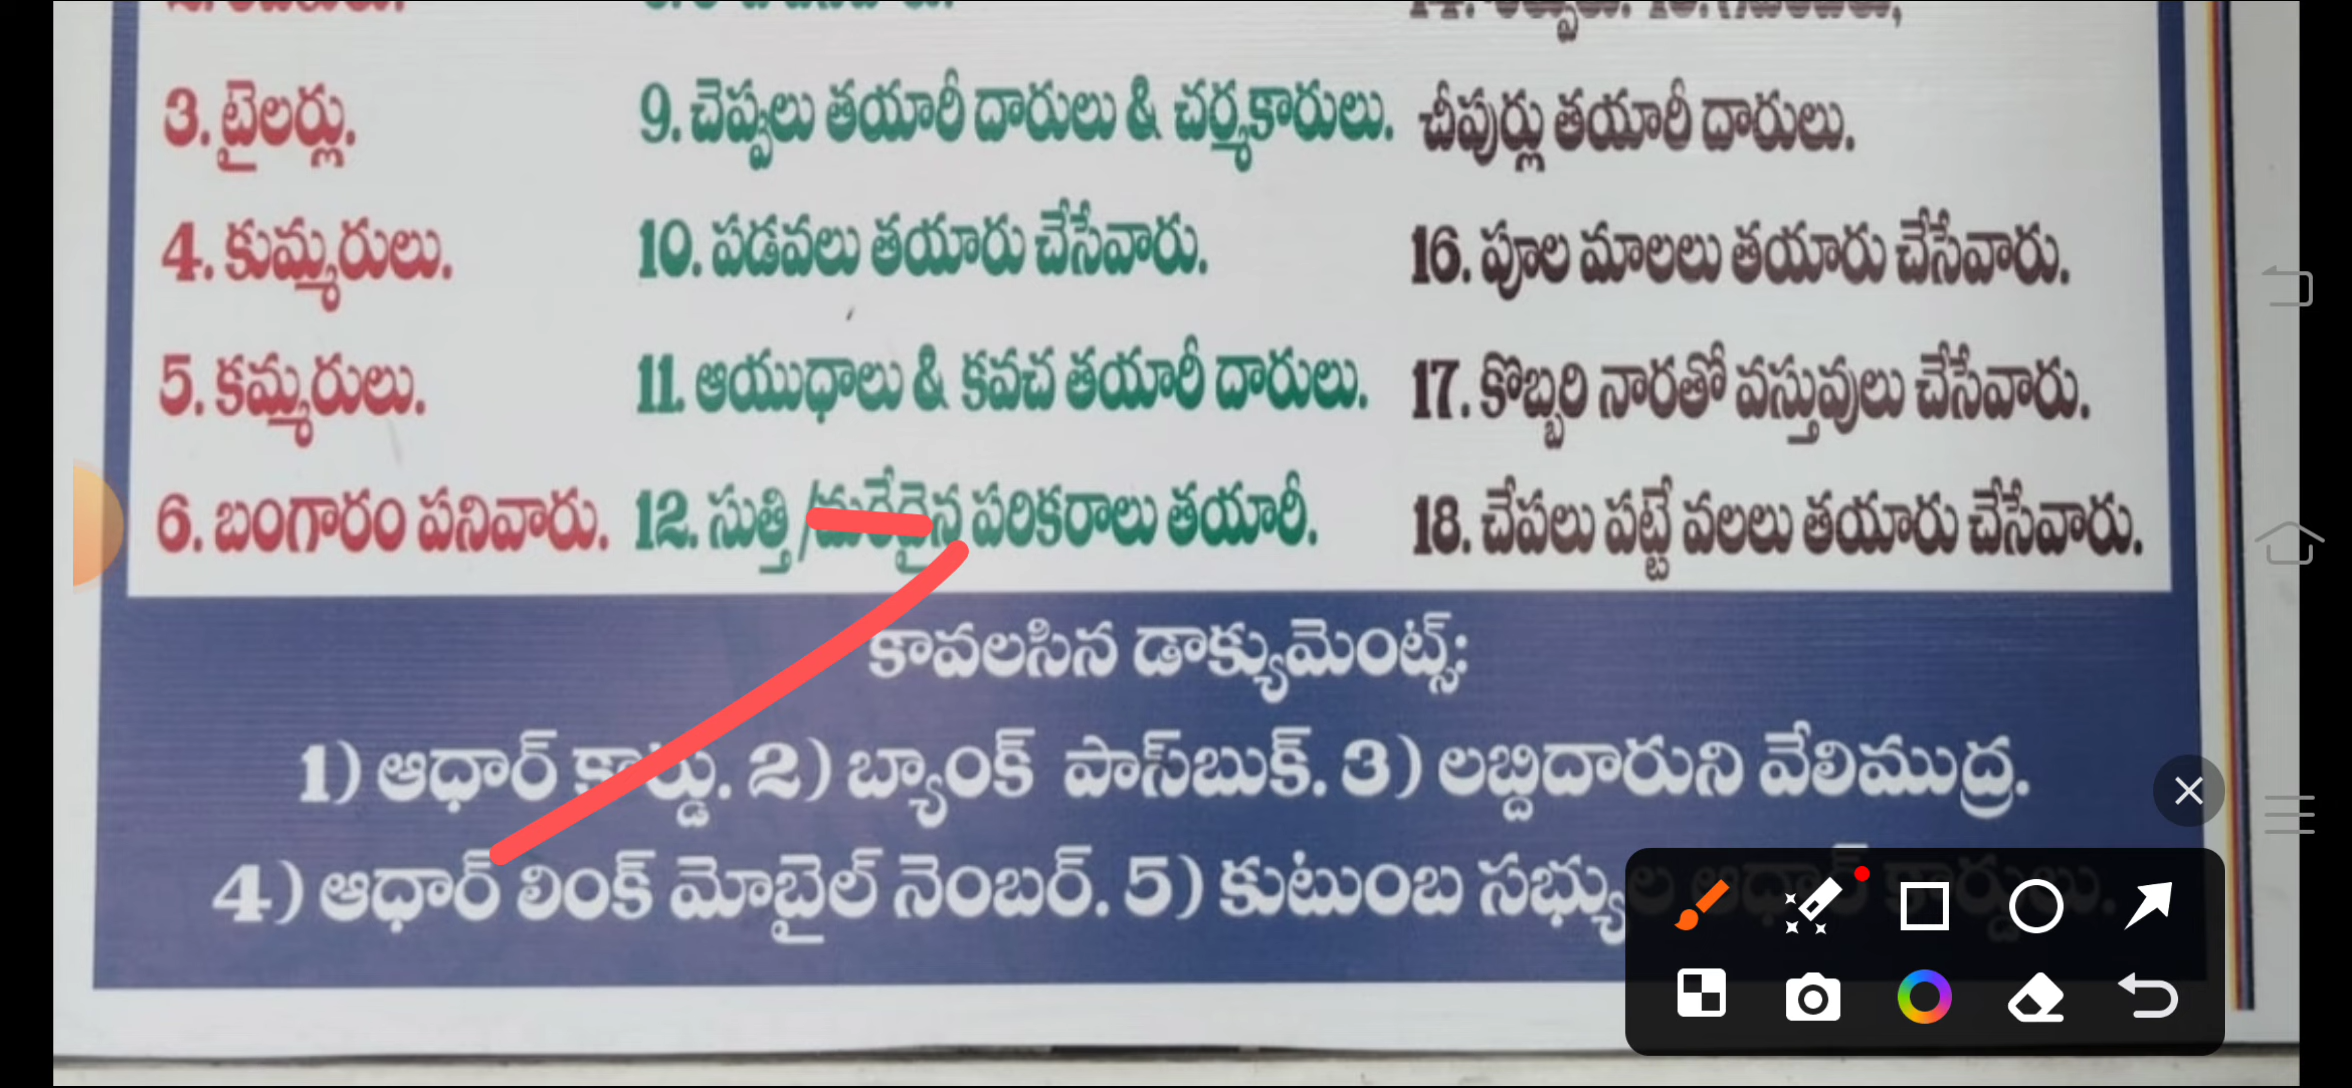 3. టైలర్లు.
4. కుమ్మరులు.
5. కమ్మరులు.
6. బంగారం పనివారు.
9. చెప్పులు తయారీ దారులు & చర్మకారులు.
10. పడవలు తయారు చేసేవారు.
11. ఆయుధాలు & కవచ తయారీ దారులు.
12. సుత్తి / పరికరాలు తయారీ.
చీపుర్లు తయారీ దారులు.
16. పూల మాలలు తయారు చేసేవారు.
17. కొబ్బరి నారతో వస్తువులు చేసేవారు.
18. చేపలు పట్టే వలలు తయారు చేసేవారు.
కావలసిన డాక్యుమెంట్స్:
1) ఆధార్ కార్డు. 2) బ్యాంక్ పాస్‌బుక్. 3) లబ్దిదారుని వేలిముద్ర.
4) ఆధార్ లింక్ మోబైల్ నెంబర్. 5) కుటుంబ సభ్యుల ఆధార్ కార్డులు.